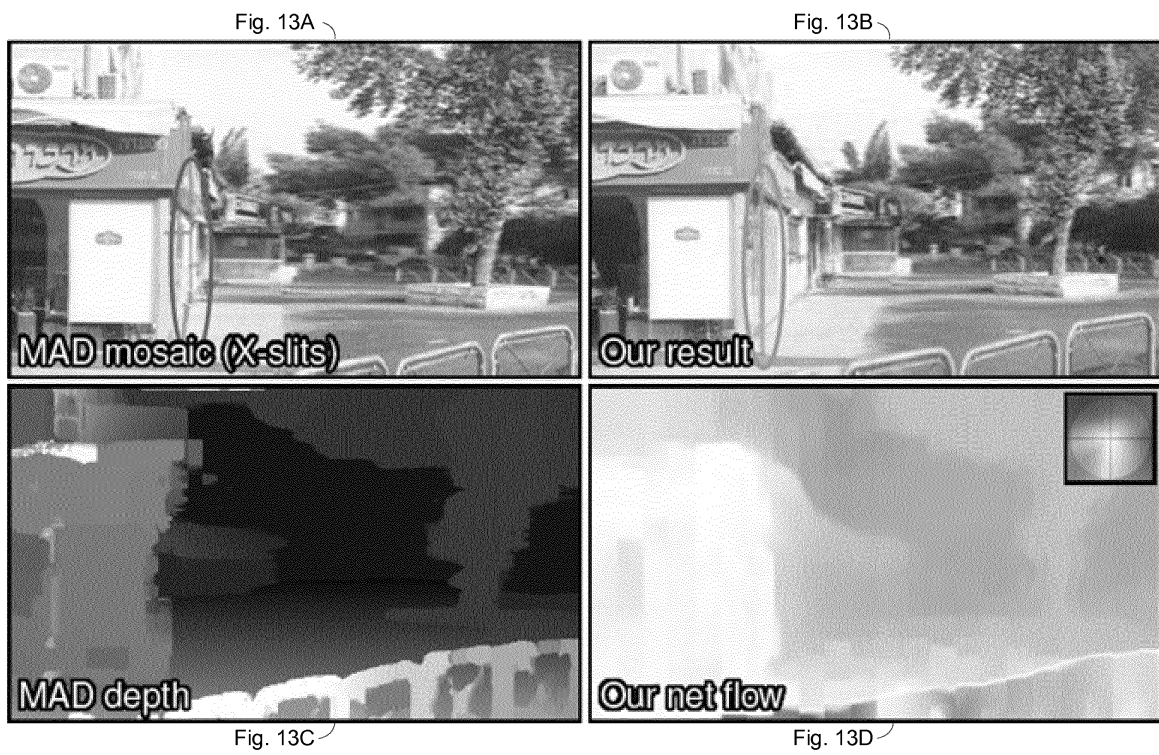 Fig. 13A
Fig. 13B
MAD mosaic (X-slits)
Our result
MAD depth
Our net flow
Fig. 13C
Fig. 13D